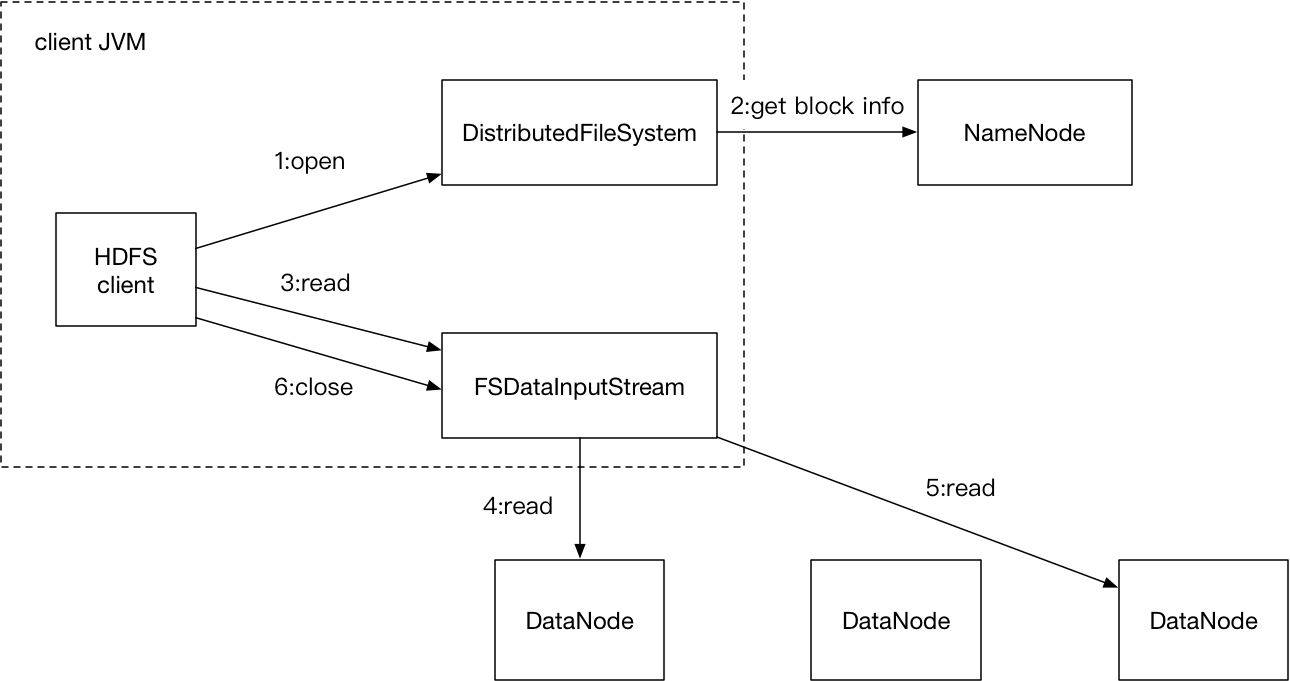 client JVM
DistributedFileSystem
2:get block info
NameNode
1:open
HDFS
client
3:read
6:close
FSDataInputStream
4:read
5:read
DataNode
DataNode
DataNode